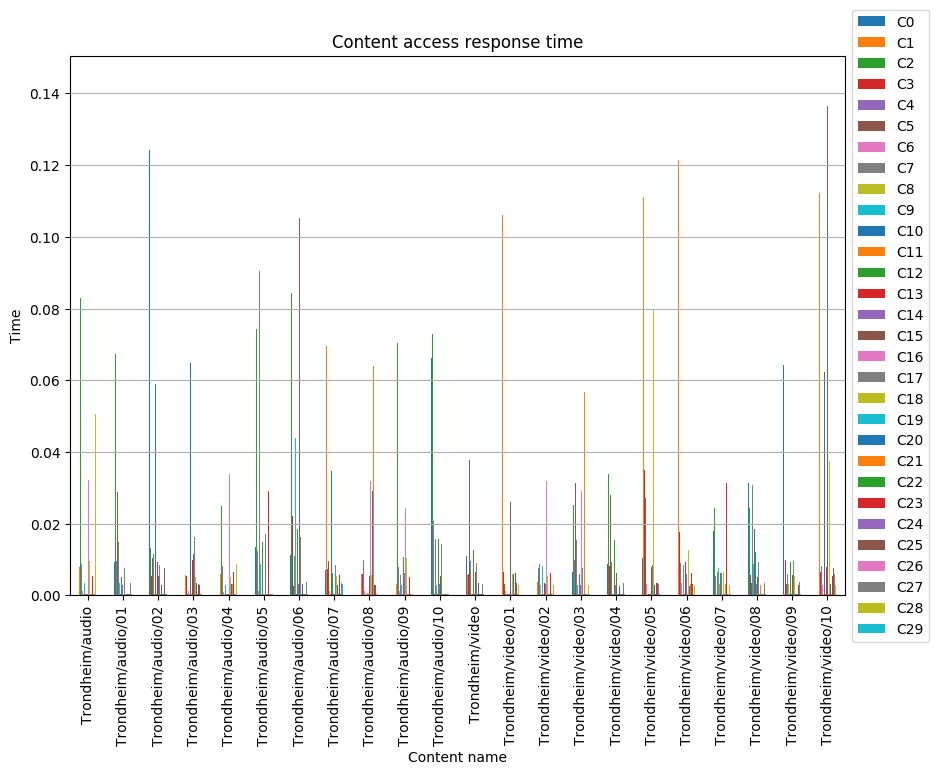 Content access response time
Time
0.14
0.12
0.10
0.08
0.06
0.04
0.02
0.00
Trondheim/audio
Trondheim/audio/01
Trondheim/audio/02
Trondheim/audio/03
Trondheim/audio/04
Trondheim/audio/05
Trondheim/audio/06
Trondheim/audio/07
Trondheim/audio/08
Trondheim/audio/09
Trondheim/audio/10
Trondheim/video
Trondheim/video/01
Trondheim/video/02
Trondheim/video/03
Trondheim/video/04
Trondheim/video/05
Trondheim/video/06
Trondheim/video/07
Trondheim/video/08
Trondheim/video/09
Trondheim/video/10
Content name
C0
C1
C2
C3
C4
C5
C6
C7
C8
C9
C10
C11
C12
C13
C14
C15
C16
C17
C18
C19
C20
C21
C22
C23
C24
C25
C26
C27
C28
C29